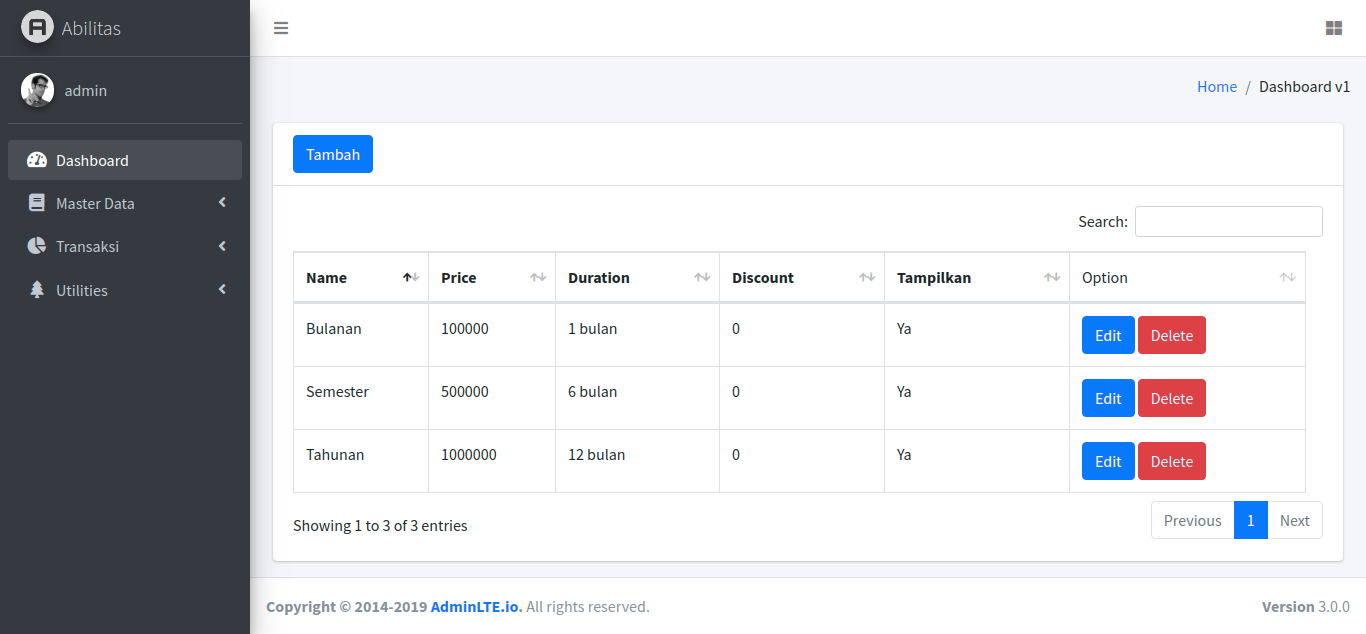 Abilitas
admin
Home / Dashboard v1
Dashboard
Master Data
Transaksi
Utilities
Tambah
Search:
Name Price Duration Discount Tampilkan Option
Bulanan 100000 1 bulan 0 Ya Edit Delete
Semester 500000 6 bulan 0 Ya Edit Delete
Tahunan 1000000 12 bulan 0 Ya Edit Delete
Showing 1 to 3 of 3 entries Previous 1 Next
Copyright © 2014-2019 AdminLTE.io. All rights reserved. Version 3.0.0